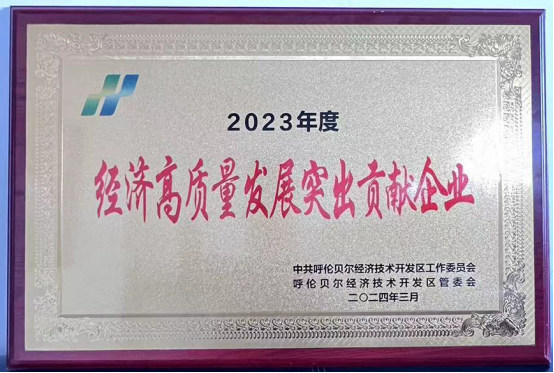 2023年度
经济高质量发展突出贡献企业
中共呼伦贝尔经济技术开发区工作委员会
呼伦贝尔经济技术开发区管委会
二〇二四年三月